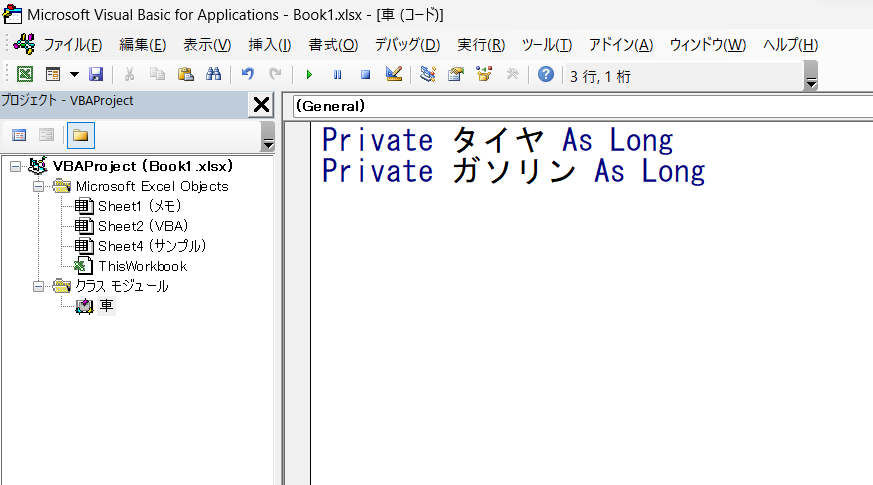 Microsoft Visual Basic for Applications - Book1.xlsx - [車 (コード)]
ファイル(F) 編集(E) 表示(V) 挿入(I) 書式(O) デバッグ(D) 実行(R) ツール(T) アドイン(A) ウィンドウ(W) ヘルプ(H)
3 行, 1 桁
プロジェクト - VBAProject
(General)
Private タイヤ As Long
Private ガソリン As Long
VBAProject (Book1.xlsx)
Microsoft Excel Objects
Sheet1 (メモ)
Sheet2 (VBA)
Sheet4 (サンプル)
ThisWorkbook
クラス モジュール
車